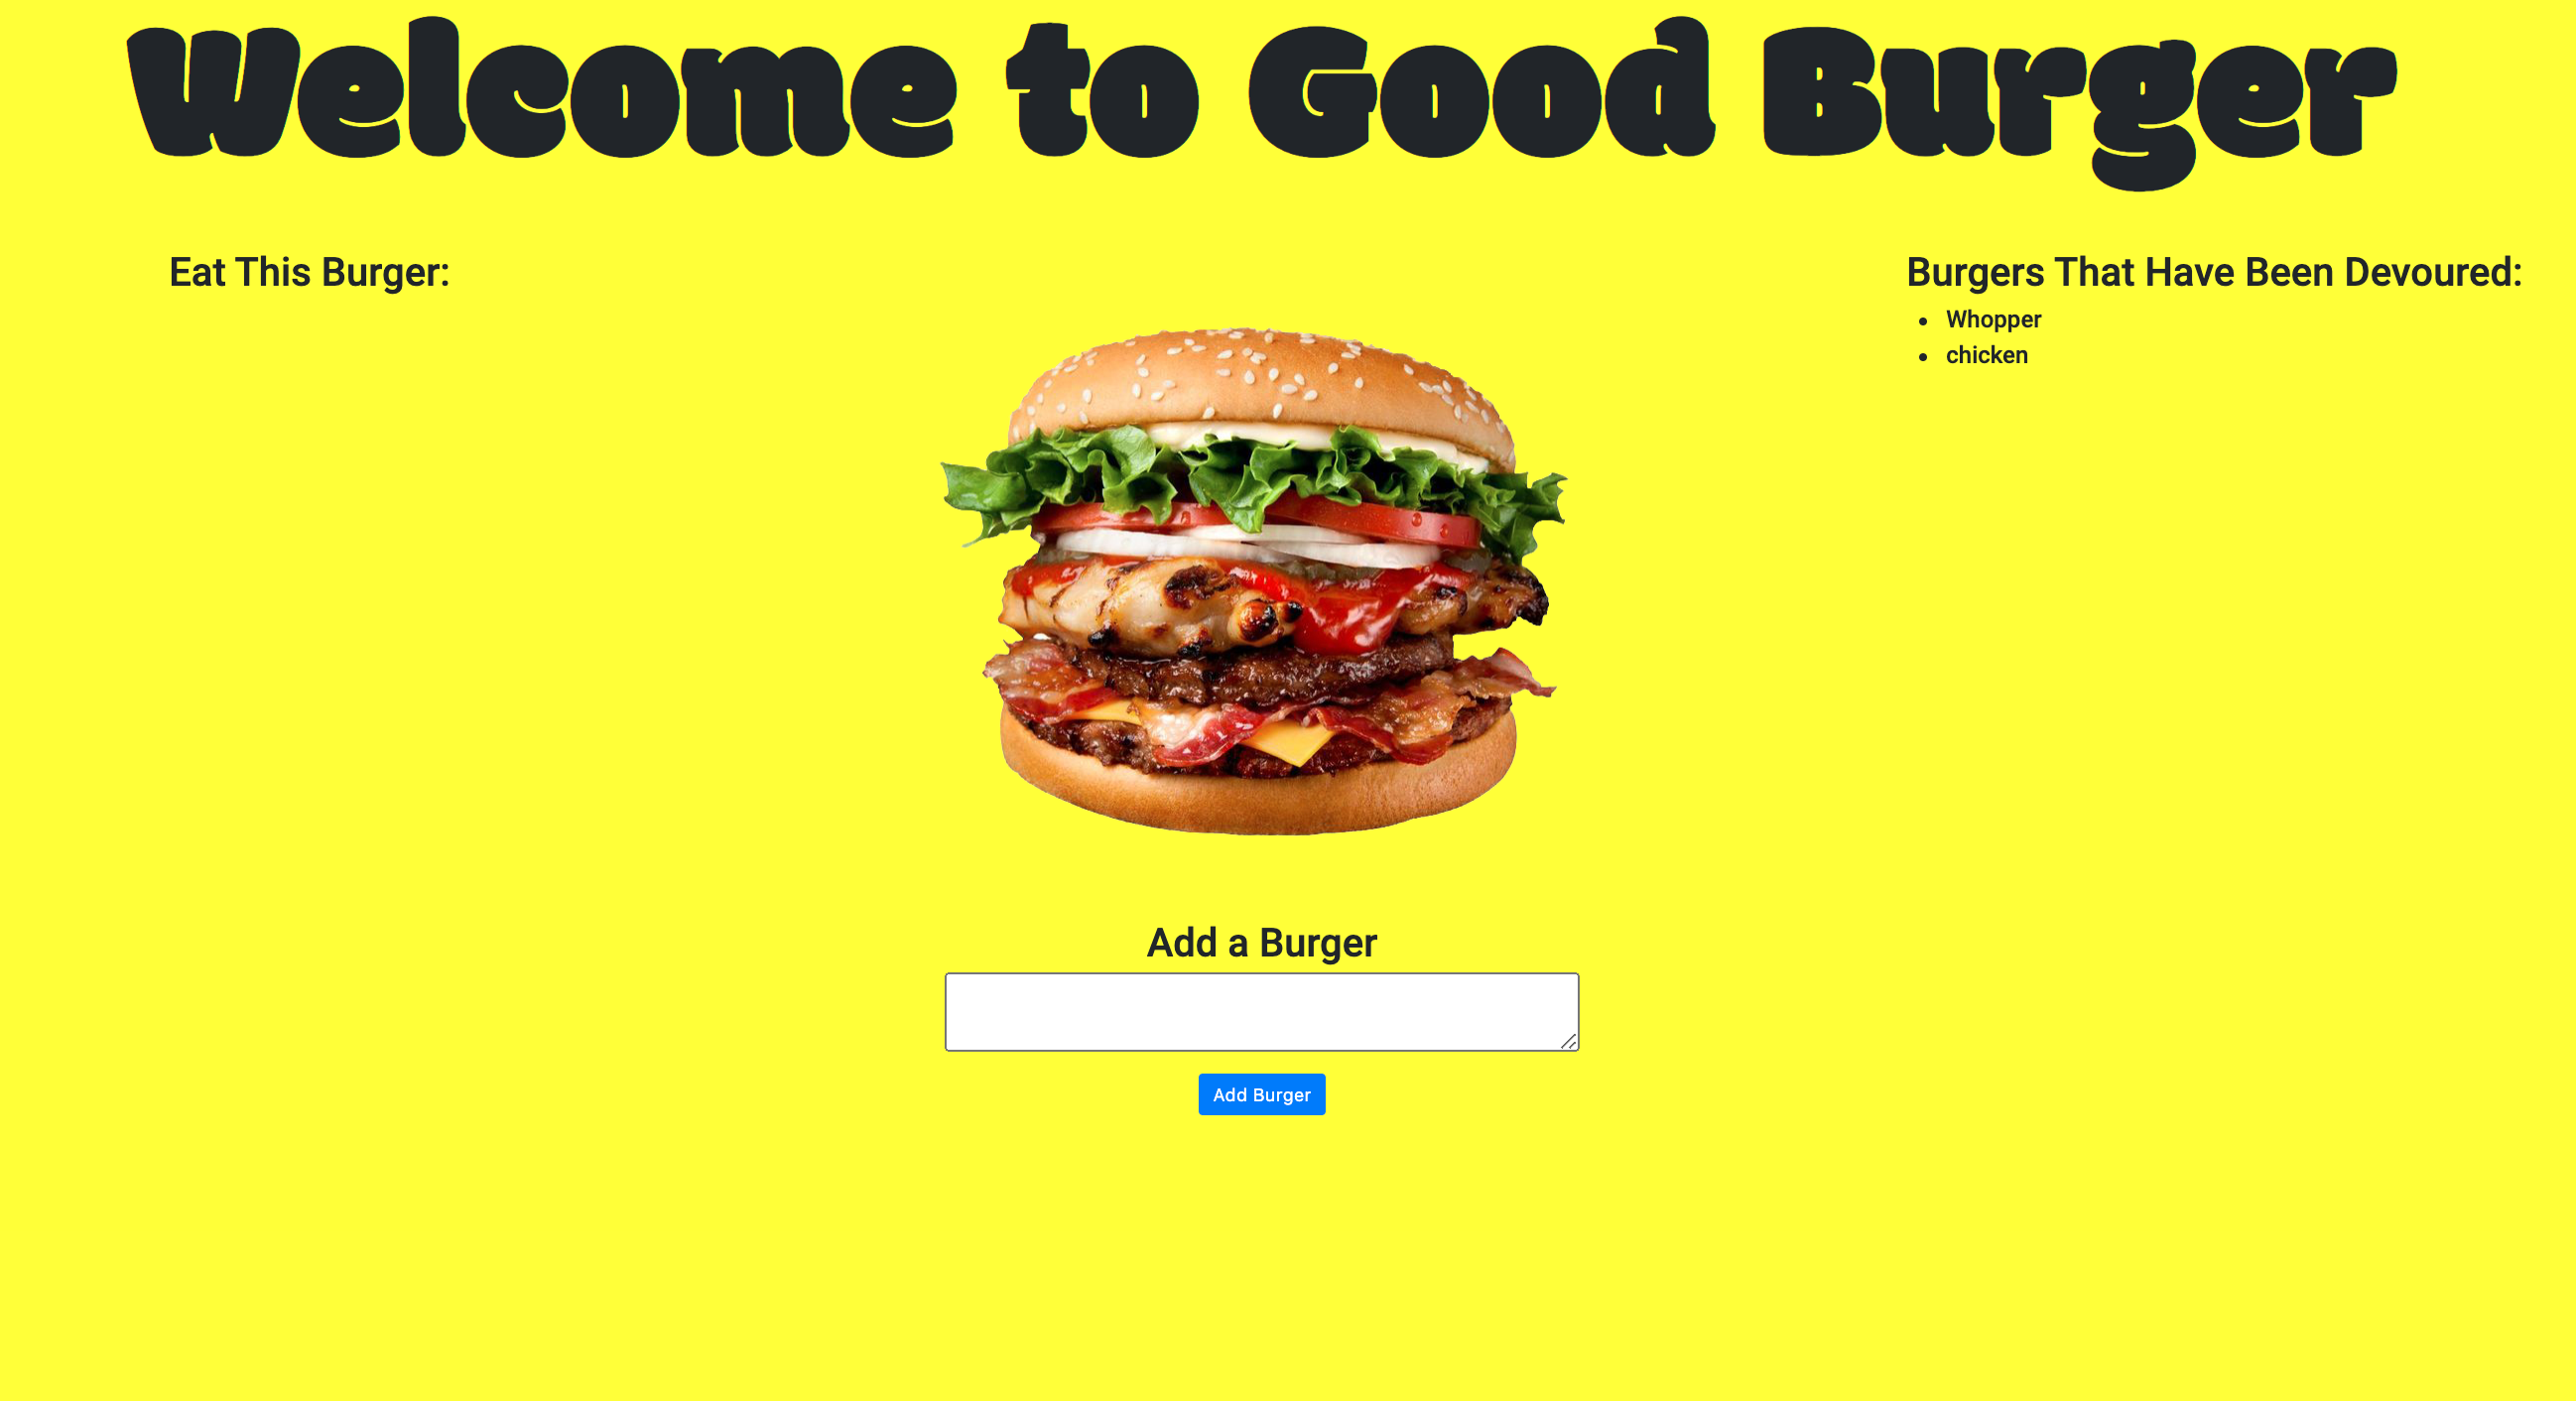 Welcome to Good Burger
Eat This Burger:
Burgers That Have Been Devoured:
Whopper
chicken
Add a Burger
Add Burger